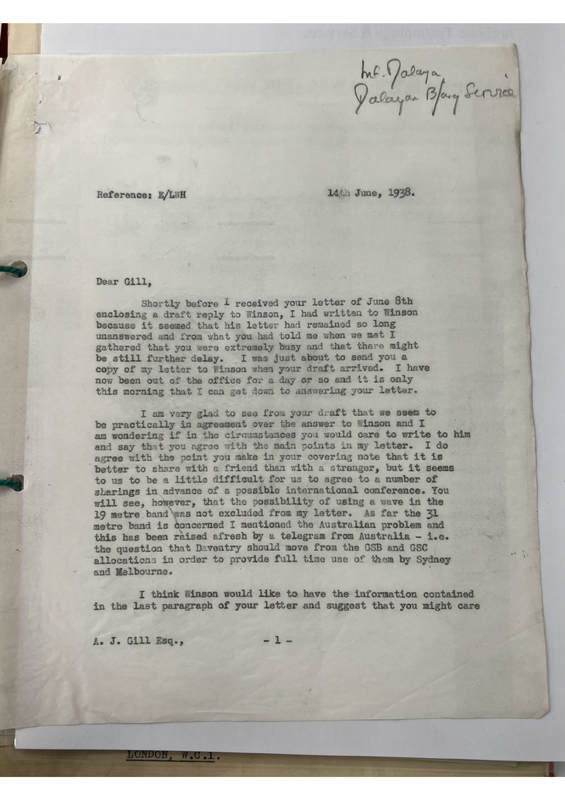 Inf. Malaya
Malayan B/ing Service
Reference: E/LWH 14th June, 1938.
Dear Gill,
Shortly before I received your letter of June 8th
enclosing a draft reply to Winson, I had written to Winson
because it seemed that his letter had remained so long
unanswered and from what you had told me when we met I
gathered that you were extremely busy and that there might
be still further delay. I was just about to send you a
copy of my letter to Winson when your draft arrived. I have
now been out of the office for a day or so and it is only
this morning that I can get down to answering your letter.
I am very glad to see from your draft that we seem to
be practically in agreement over the answer to Winson and I
am wondering if in the circumstances you would care to write to him
and say that you agree with the main points in my letter. I do
agree with the point you make in your covering note that it is
better to share with a friend than with a stranger, but it seems
to us to be a little difficult for us to agree to a number of
sharings in advance of a possible international conference. You
will see, however, that the possibility of using a wave in the
19 metre band was not excluded from my letter. As far the 31
metre band is concerned I mentioned the Australian problem and
this has been raised afresh by a telegram from Australia - i.e.
the question that Daventry should move from the GSB and GSC
allocations in order to provide full time use of them by Sydney
and Melbourne.
I think Winson would like to have the information contained
in the last paragraph of your letter and suggest that you might care
A. J. Gill Esq., - 1 -
LONDON, W.C.1.